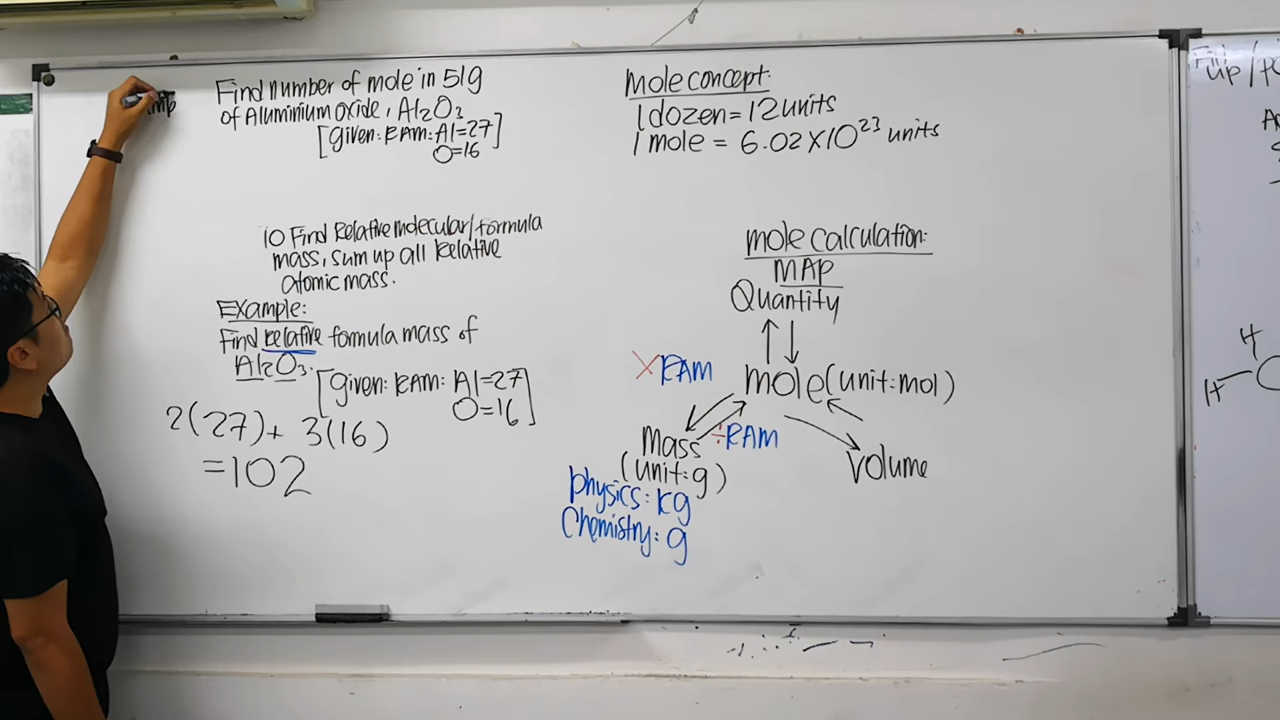 Find number of mole in 51g
of Aluminium oxide, Al2O3
[given: RAM: Al=27
O=16]
10 Find Relative molecular/formula
mass, sum up all relative
atomic mass.
Example:
Find relative formula mass of
Al2O3.
[given: RAM: Al=27
O=16]
2(27)+ 3(16)
=102
mole concept:
1 dozen = 12 units
1 mole = 6.02×10²³ units
mole calculation:
MAP
Quantity
×RAM
mole (unit:mol)
÷RAM
Mass
(unit:g)
Volume
physics: kg
Chemistry: g
up
H
H